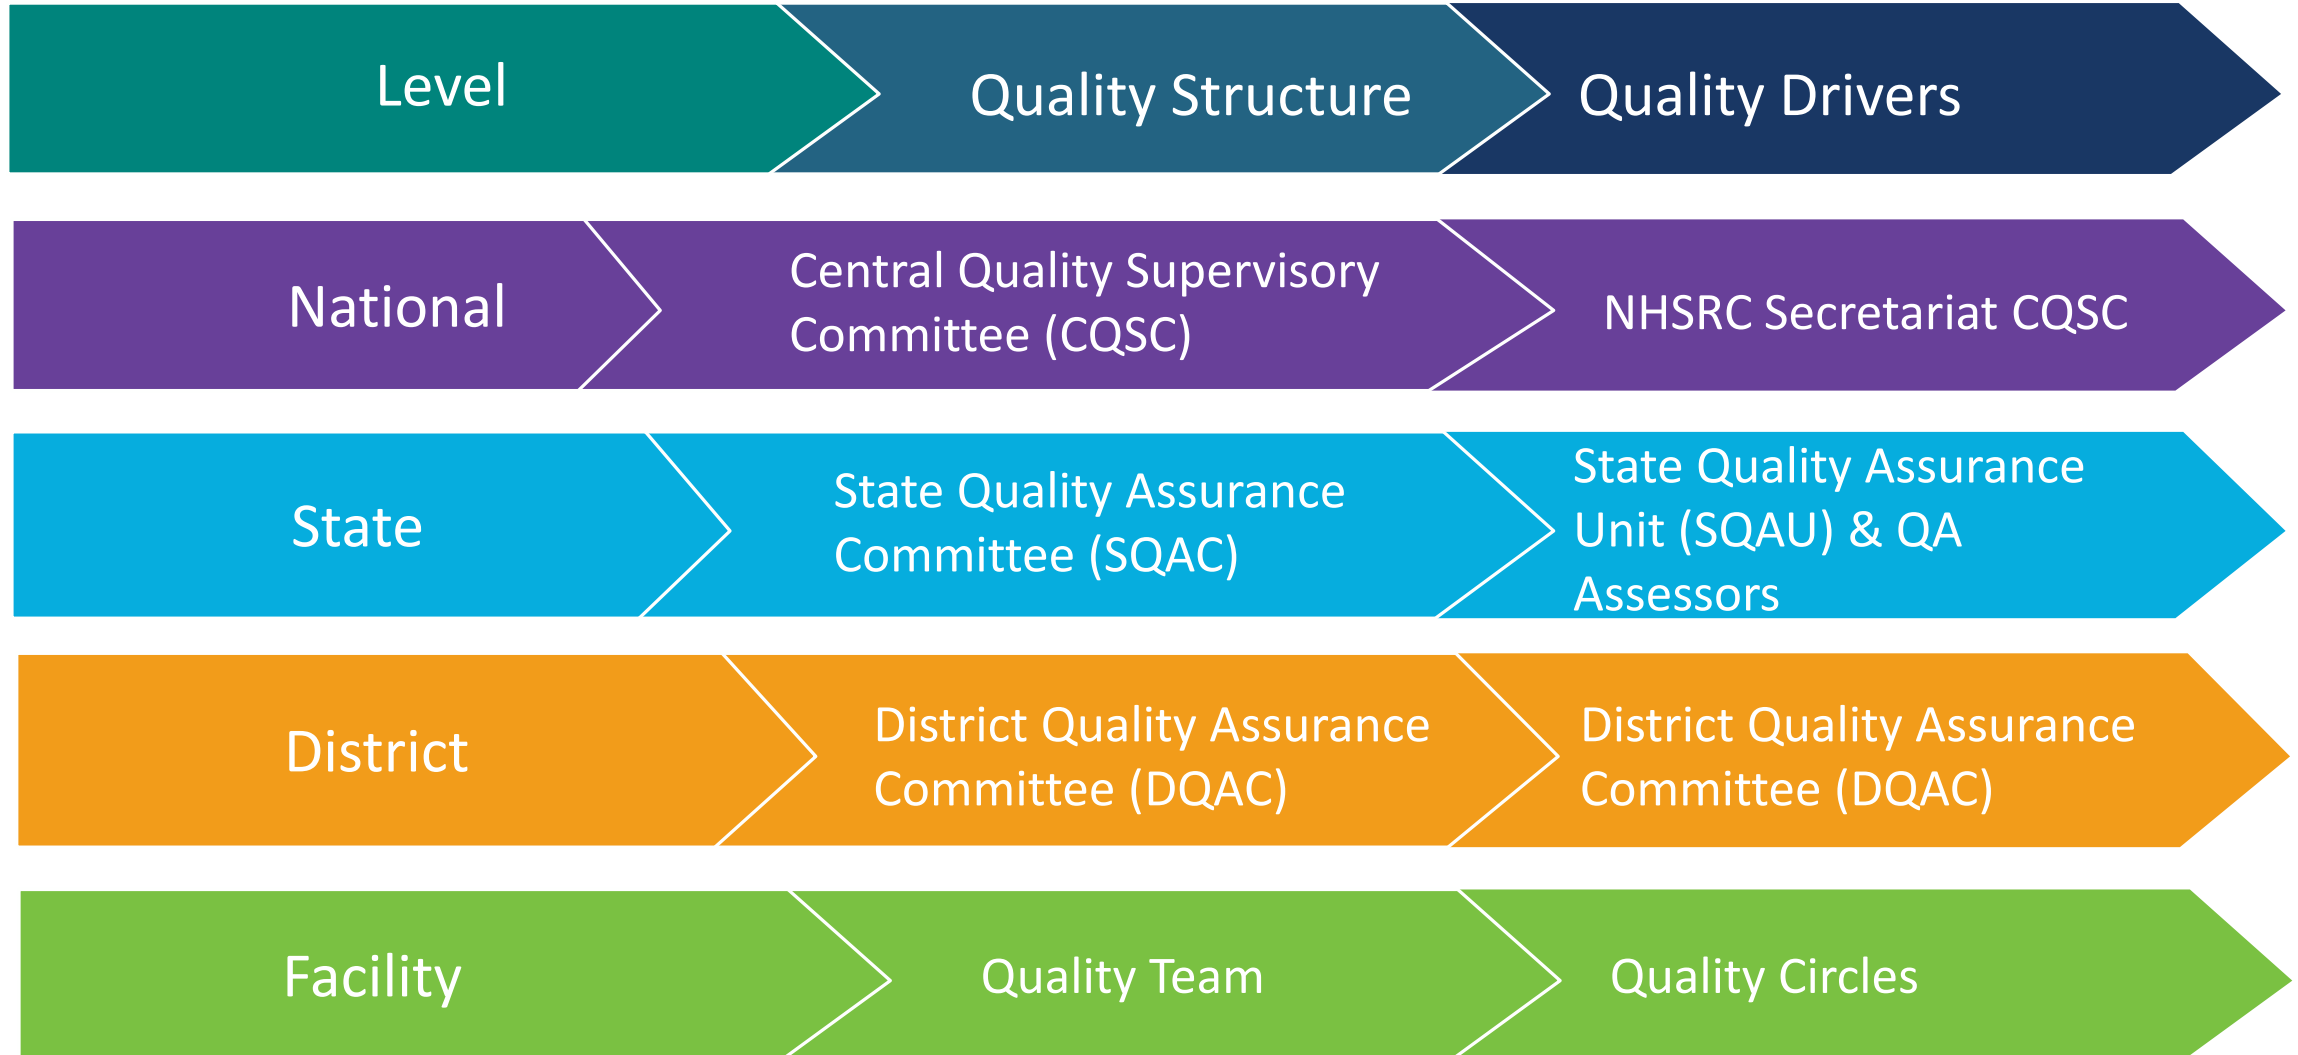 Level
Quality Structure
Quality Drivers
National
Central Quality Supervisory
Committee (CQSC)
NHSRC Secretariat CQSC
State
State Quality Assurance
Committee (SQAC)
State Quality Assurance
Unit (SQAU) & QA
Assessors
District
District Quality Assurance
Committee (DQAC)
District Quality Assurance
Committee (DQAC)
Facility
Quality Team
Quality Circles